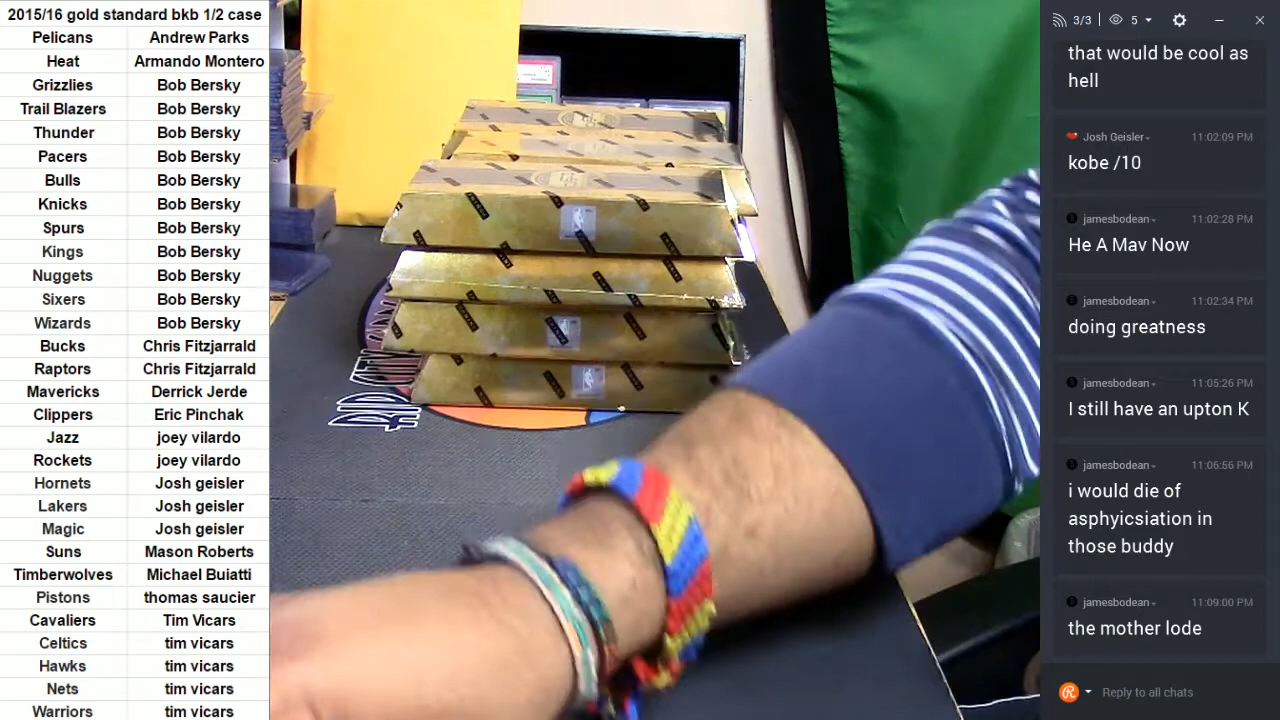 2015/16 gold standard bkb 1/2 case
Pelicans Andrew Parks
Heat Armando Montero
Grizzlies Bob Bersky
Trail Blazers Bob Bersky
Thunder Bob Bersky
Pacers Bob Bersky
Bulls Bob Bersky
Knicks Bob Bersky
Spurs Bob Bersky
Kings Bob Bersky
Nuggets Bob Bersky
Sixers Bob Bersky
Wizards Bob Bersky
Bucks Chris Fitzjarrald
Raptors Chris Fitzjarrald
Mavericks Derrick Jerde
Clippers Eric Pinchak
Jazz joey vilardo
Rockets joey vilardo
Hornets Josh geisler
Lakers Josh geisler
Magic Josh geisler
Suns Mason Roberts
Timberwolves Michael Buiatti
Pistons thomas saucier
Cavaliers Tim Vicars
Celtics tim vicars
Hawks tim vicars
Nets tim vicars
Warriors tim vicars
RIP CITY
3/3 5
that would be cool as
hell
Josh Geisler 11:02:09 PM
kobe /10
jamesbodean 11:02:28 PM
He A Mav Now
jamesbodean 11:02:34 PM
doing greatness
jamesbodean 11:05:26 PM
I still have an upton K
jamesbodean 11:06:56 PM
i would die of
asphyicsiation in
those buddy
jamesbodean 11:09:00 PM
the mother lode
Reply to all chats